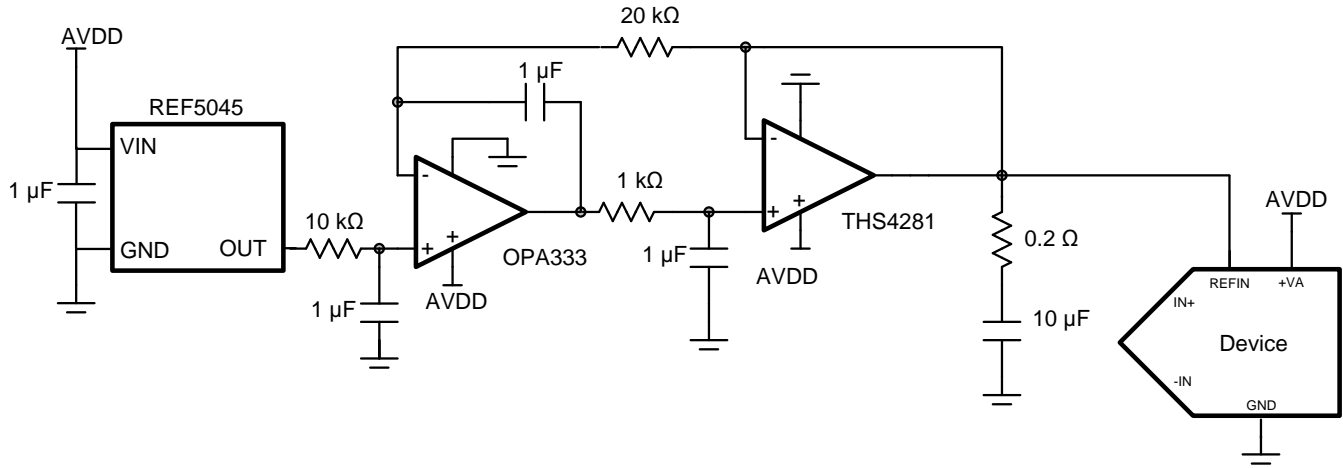 20 kΩ
AVDD
1 µF
REF5045
VIN
1 µF
GND
OUT
10 kΩ
1 µF
-
+
+
OPA333
AVDD
1 kΩ
1 µF
-
+
+
THS4281
AVDD
0.2 Ω
10 µF
AVDD
REFIN
+VA
IN+
Device
-IN
GND